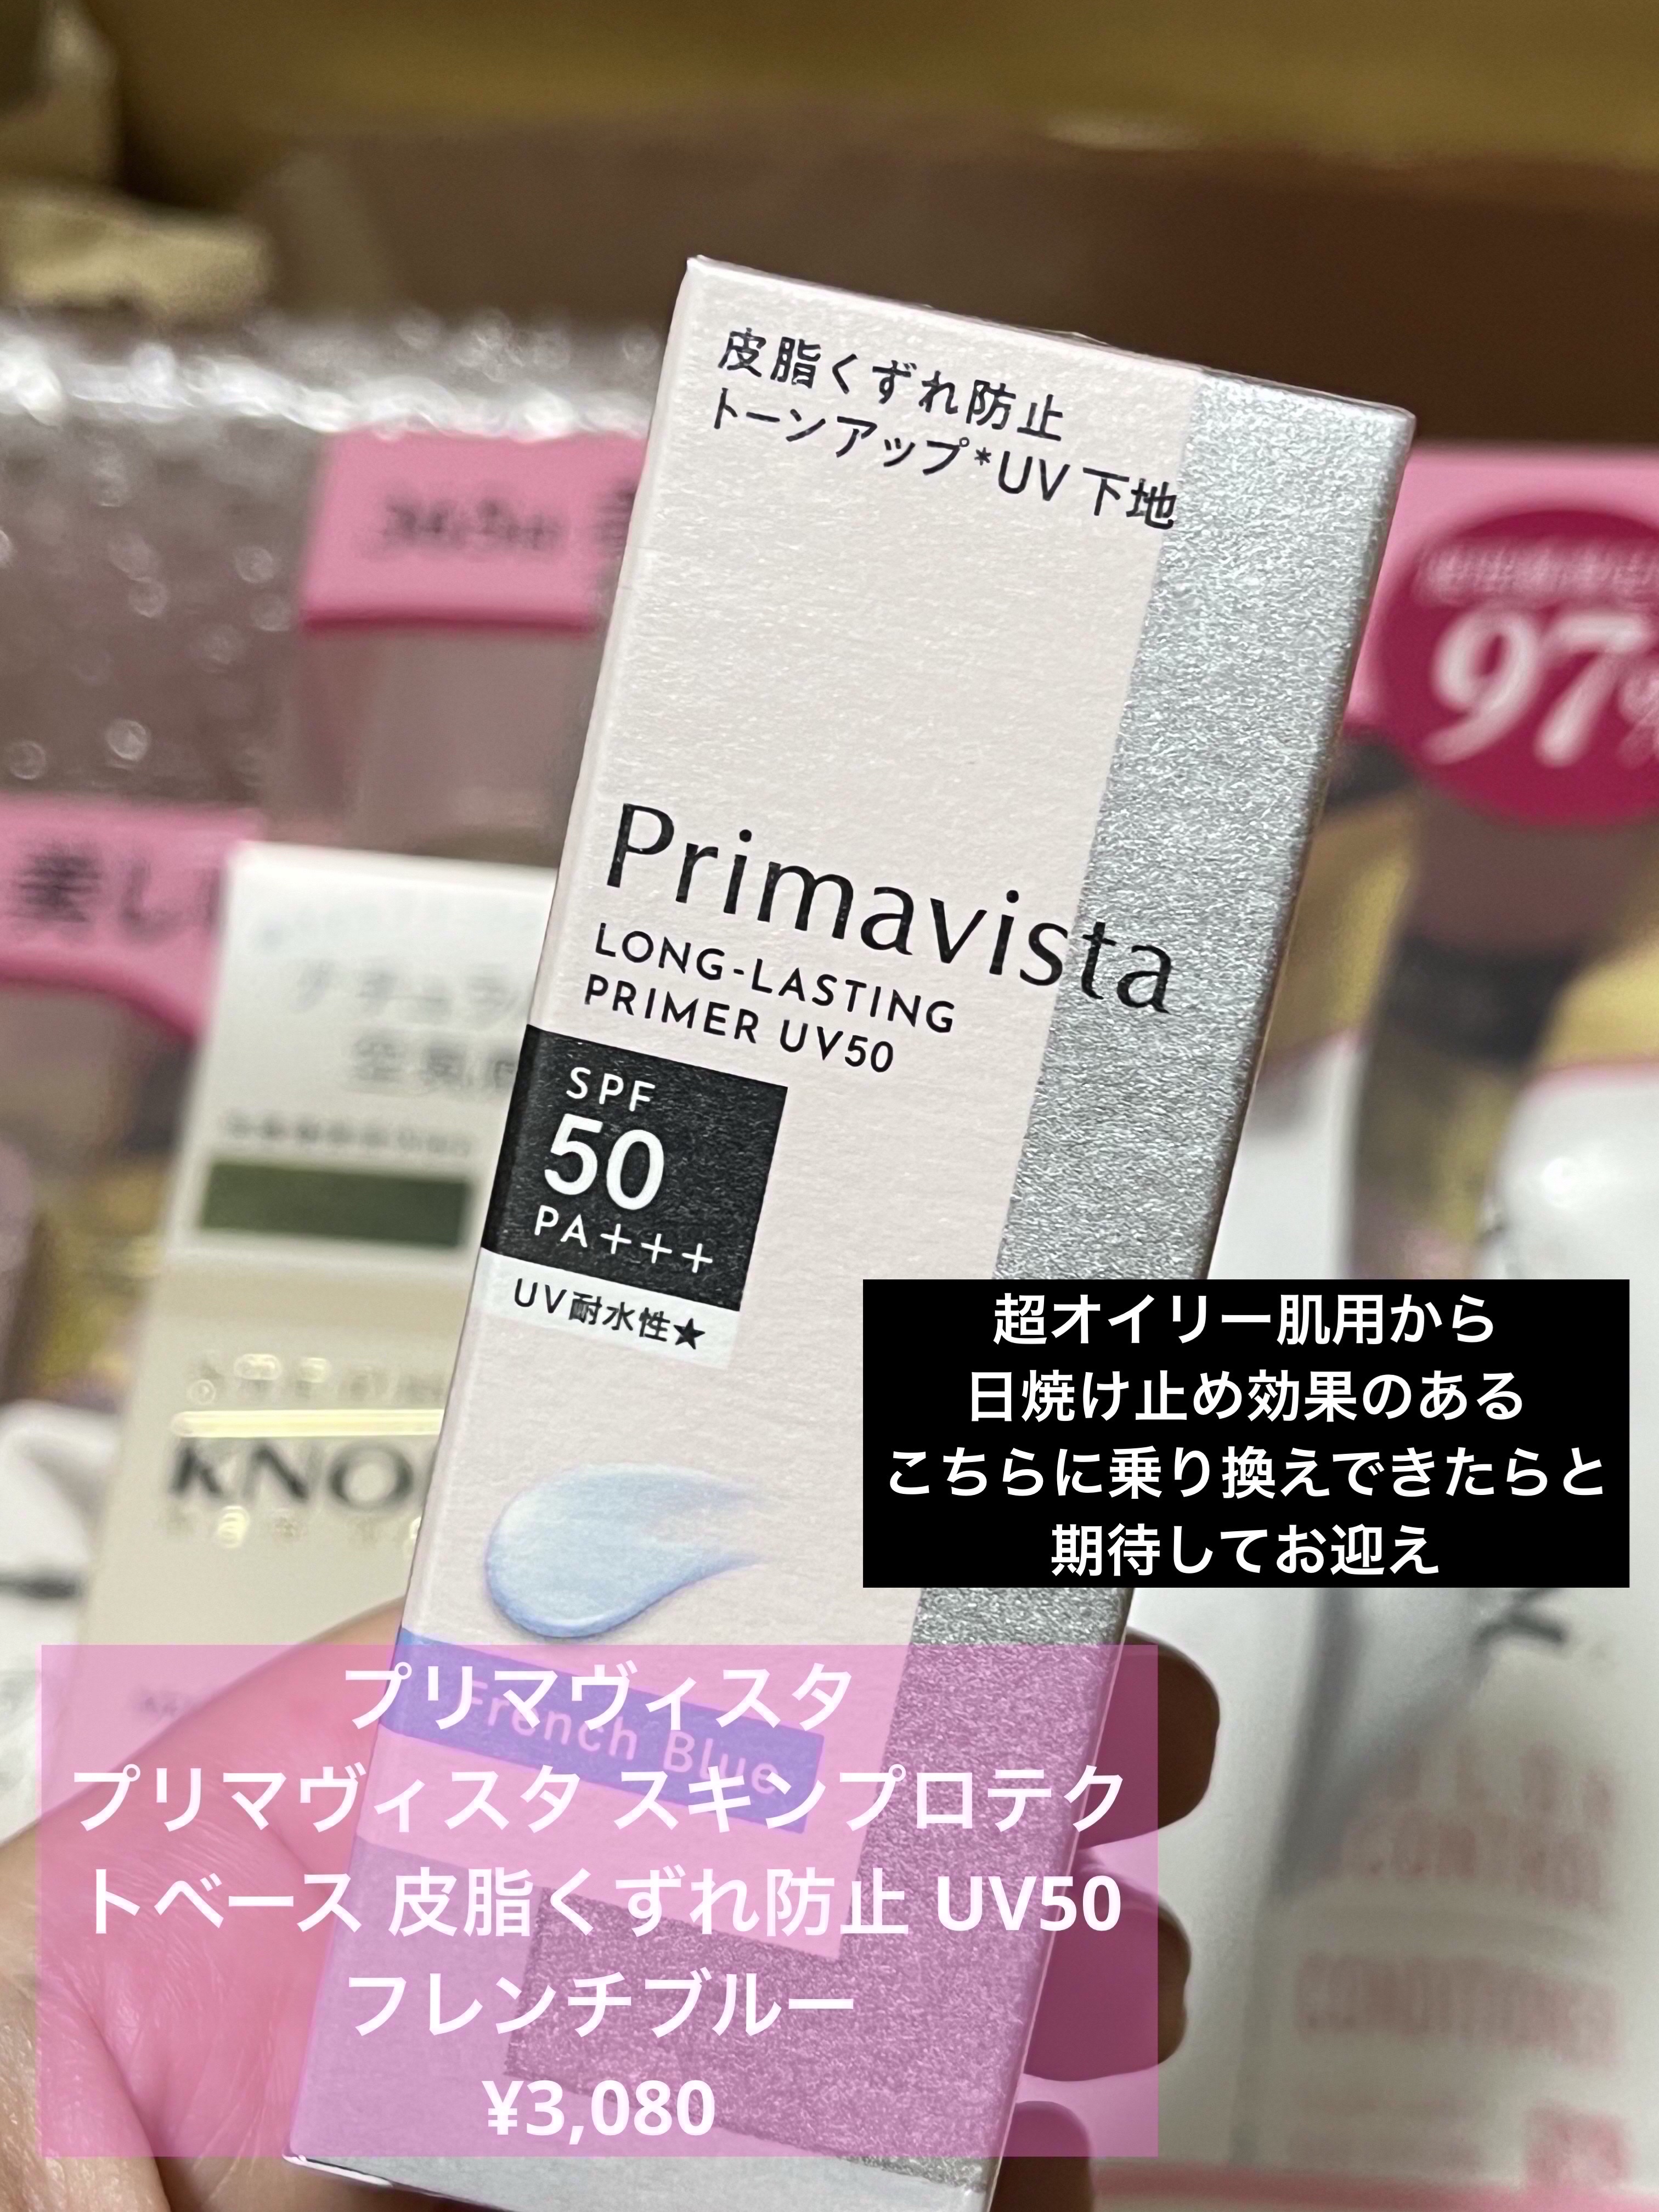 皮脂くずれ防止
トーンアップ*UV 下地
97%
Primavista
LONG-LASTING
PRIMER UV50
SPF
50
PA+++
UV耐水性★
美し
KNO
超オイリー肌用から
日焼け止め効果のある
こちらに乗り換えできたらと
期待してお迎え
French Blue
プリマヴィスタ
プリマヴィスタ スキンプロテク
トベース 皮脂くずれ防止 UV50
フレンチブルー
¥3,080